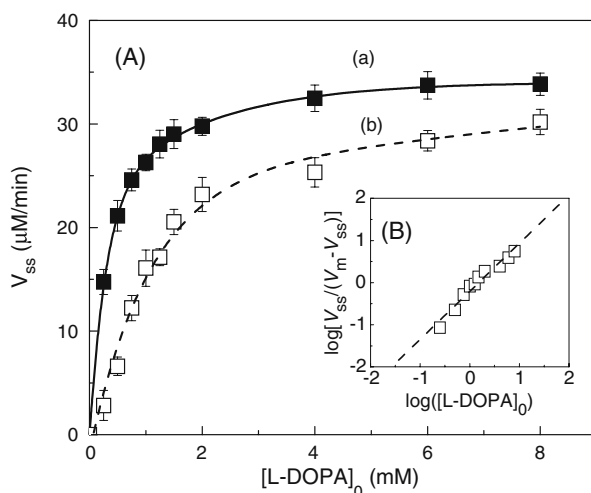 40
(A)
(a)
30
(b)
20
10
0
V_ss (μM/min)
0
2
4
6
8
[L-DOPA]_0 (mM)
2
(B)
1
0
-1
-2
log[V_ss/(V_m-V_ss)]
-2
-1
0
1
2
log([L-DOPA]_0)